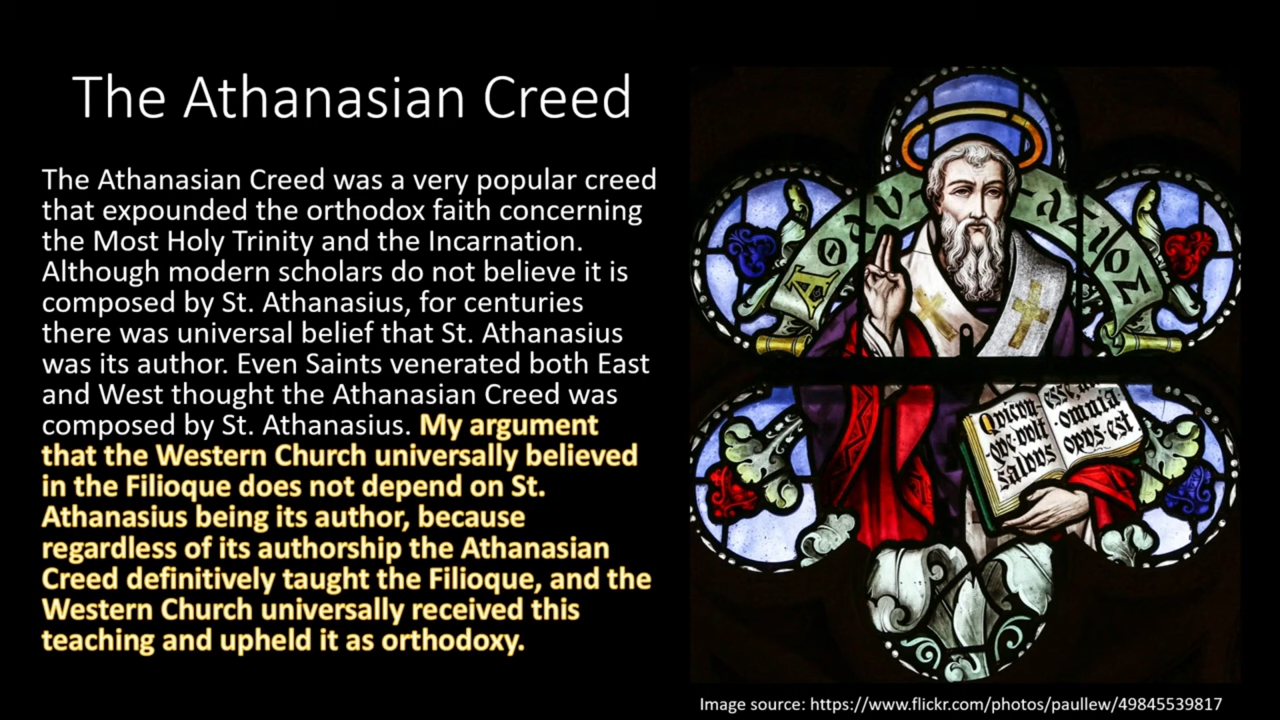 The Athanasian Creed
The Athanasian Creed was a very popular creed
that expounded the orthodox faith concerning
the Most Holy Trinity and the Incarnation.
Although modern scholars do not believe it is
composed by St. Athanasius, for centuries
there was universal belief that St. Athanasius
was its author. Even Saints venerated both East
and West thought the Athanasian Creed was
composed by St. Athanasius. My argument
that the Western Church universally believed
in the Filioque does not depend on St.
Athanasius being its author, because
regardless of its authorship the Athanasian
Creed definitively taught the Filioque, and the
Western Church universally received this
teaching and upheld it as orthodoxy.
Qvicvn
-qve·vvlt
salvvs
esse
·omnia
opvs·est
Image source: https://www.flickr.com/photos/paullew/49845539817